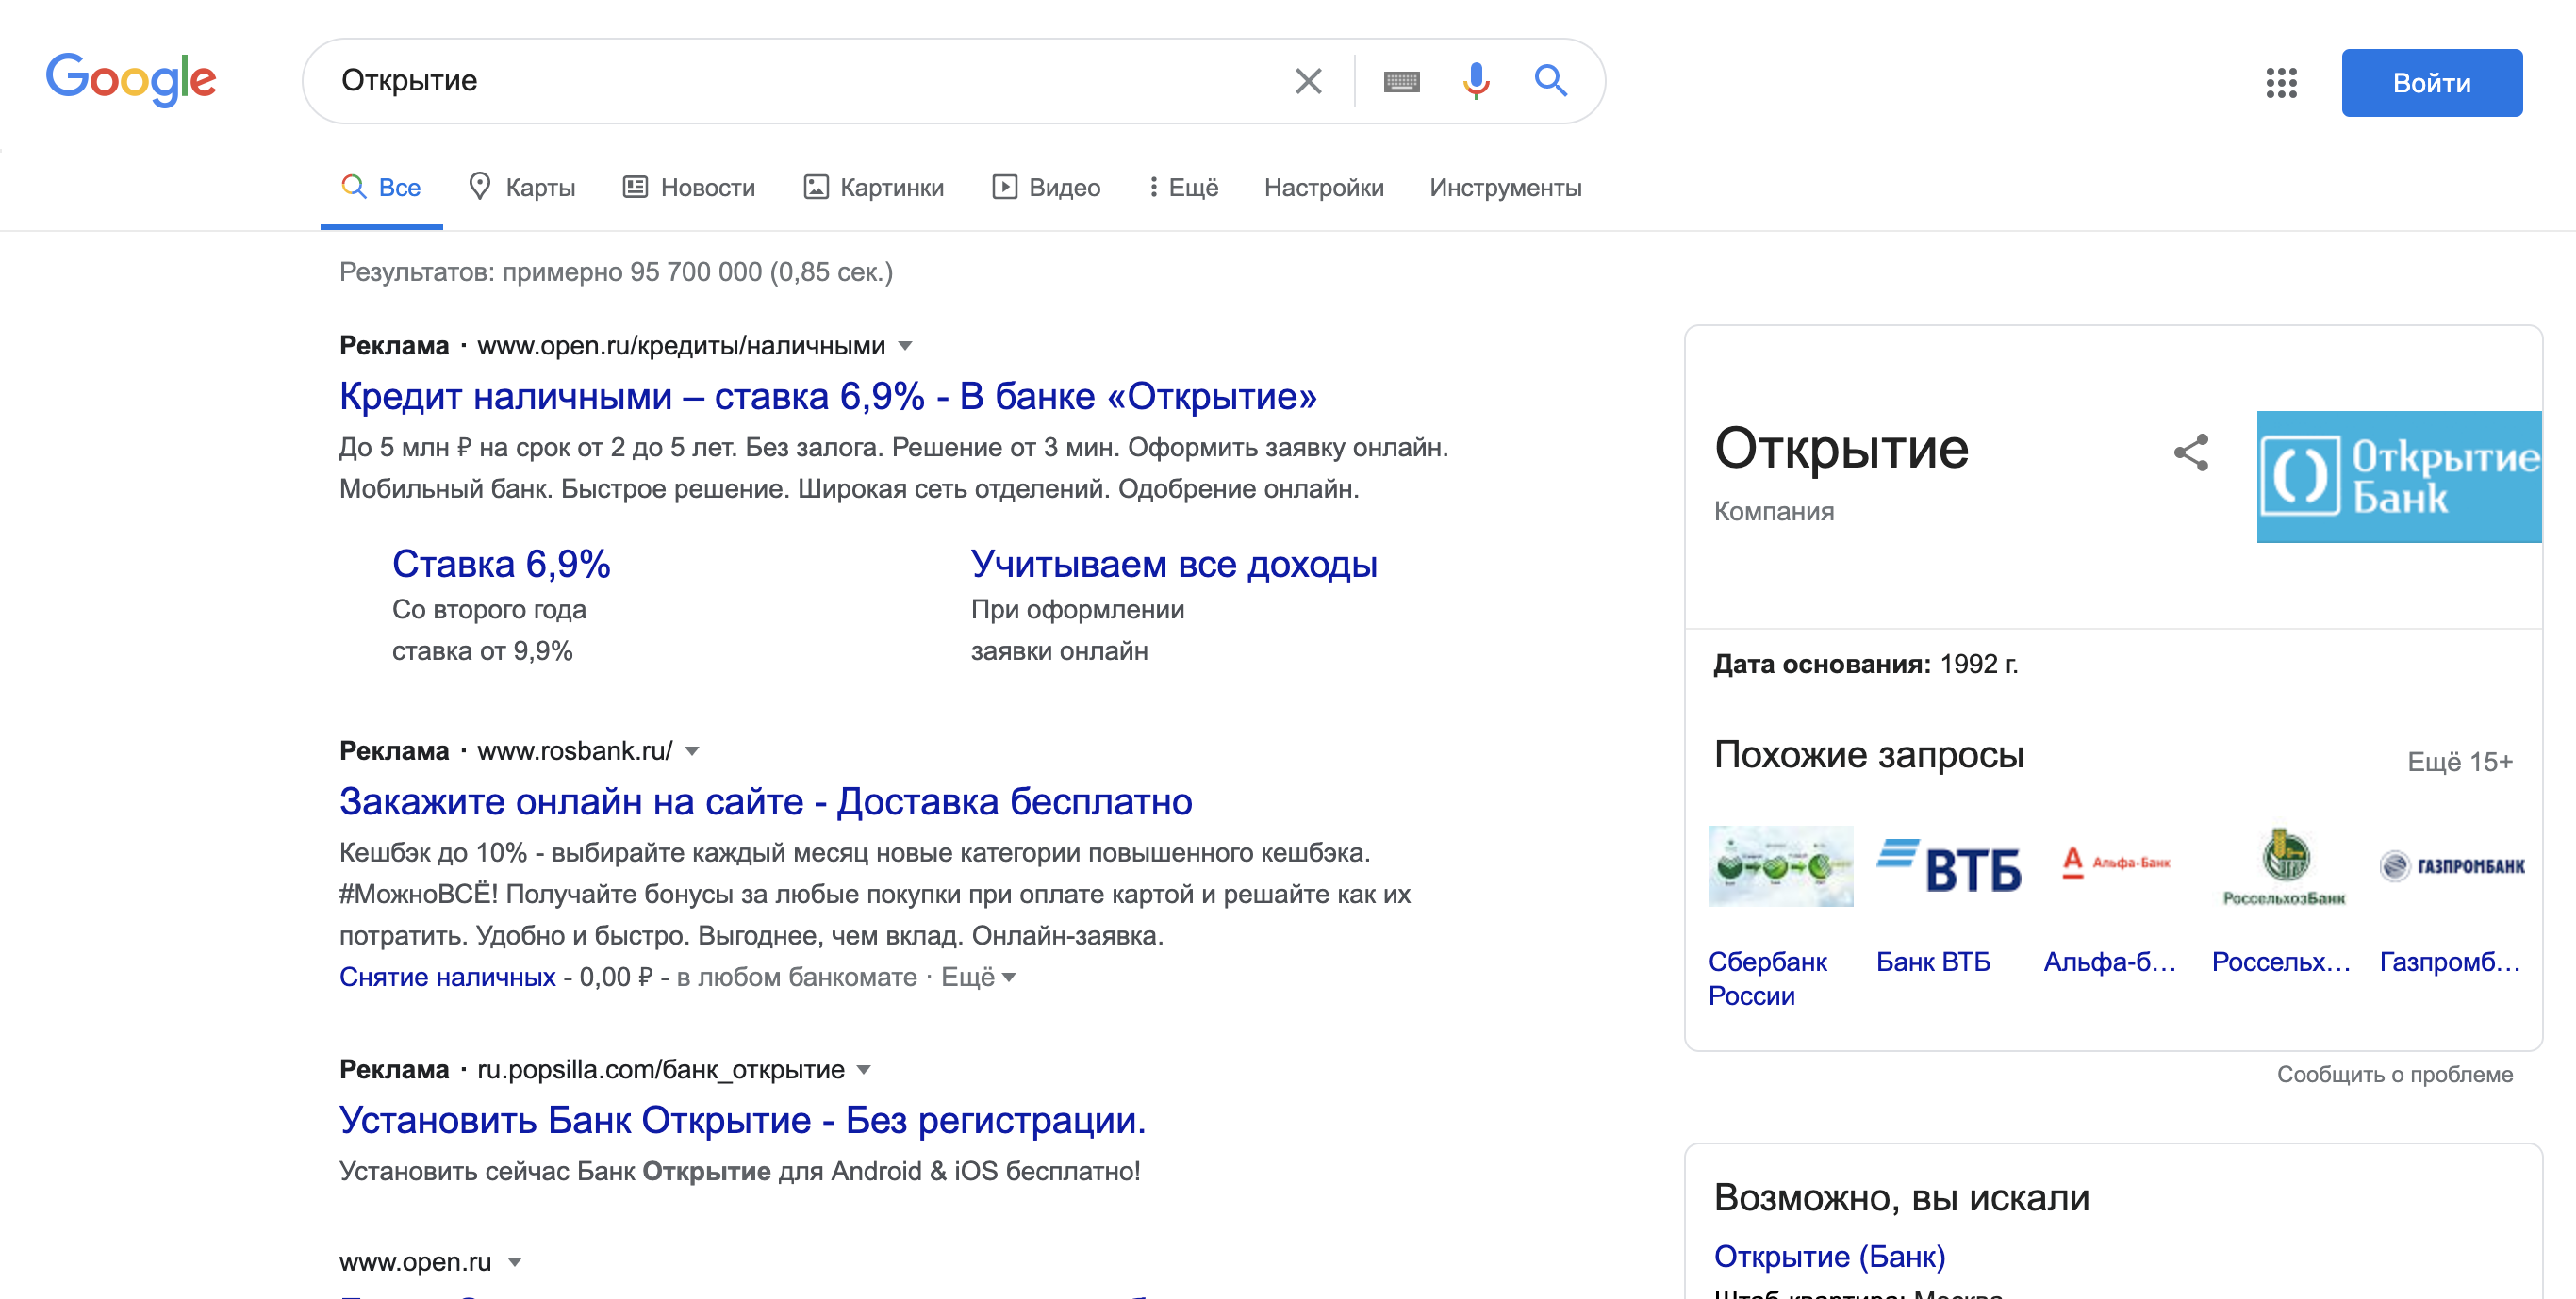 Google
Открытие
Войти
Все Карты Новости Картинки Видео Ещё Настройки Инструменты
Результатов: примерно 95 700 000 (0,85 сек.)
Реклама · www.open.ru/кредиты/наличными
Кредит наличными – ставка 6,9% - В банке «Открытие»
До 5 млн ₽ на срок от 2 до 5 лет. Без залога. Решение от 3 мин. Оформить заявку онлайн.
Мобильный банк. Быстрое решение. Широкая сеть отделений. Одобрение онлайн.
Ставка 6,9%
Со второго года
ставка от 9,9%
Учитываем все доходы
При оформлении
заявки онлайн
Реклама · www.rosbank.ru/
Закажите онлайн на сайте - Доставка бесплатно
Кешбэк до 10% - выбирайте каждый месяц новые категории повышенного кешбэка.
#МожноВСЁ! Получайте бонусы за любые покупки при оплате картой и решайте как их
потратить. Удобно и быстро. Выгоднее, чем вклад. Онлайн-заявка.
Снятие наличных - 0,00 ₽ - в любом банкомате · Ещё
Реклама · ru.popsilla.com/банк_открытие
Установить Банк Открытие - Без регистрации.
Установить сейчас Банк Открытие для Android & iOS бесплатно!
www.open.ru
Открытие
Компания
Открытие
Банк
Дата основания: 1992 г.
Похожие запросы
Ещё 15+
ВТБ
Альфа-Банк
РоссельхозБанк
ГАЗПРОМБАНК
Сбербанк
России
Банк ВТБ
Альфа-б...
Россельх...
Газпромб...
Сообщить о проблеме
Возможно, вы искали
Открытие (Банк)
Штаб-квартира: Москва